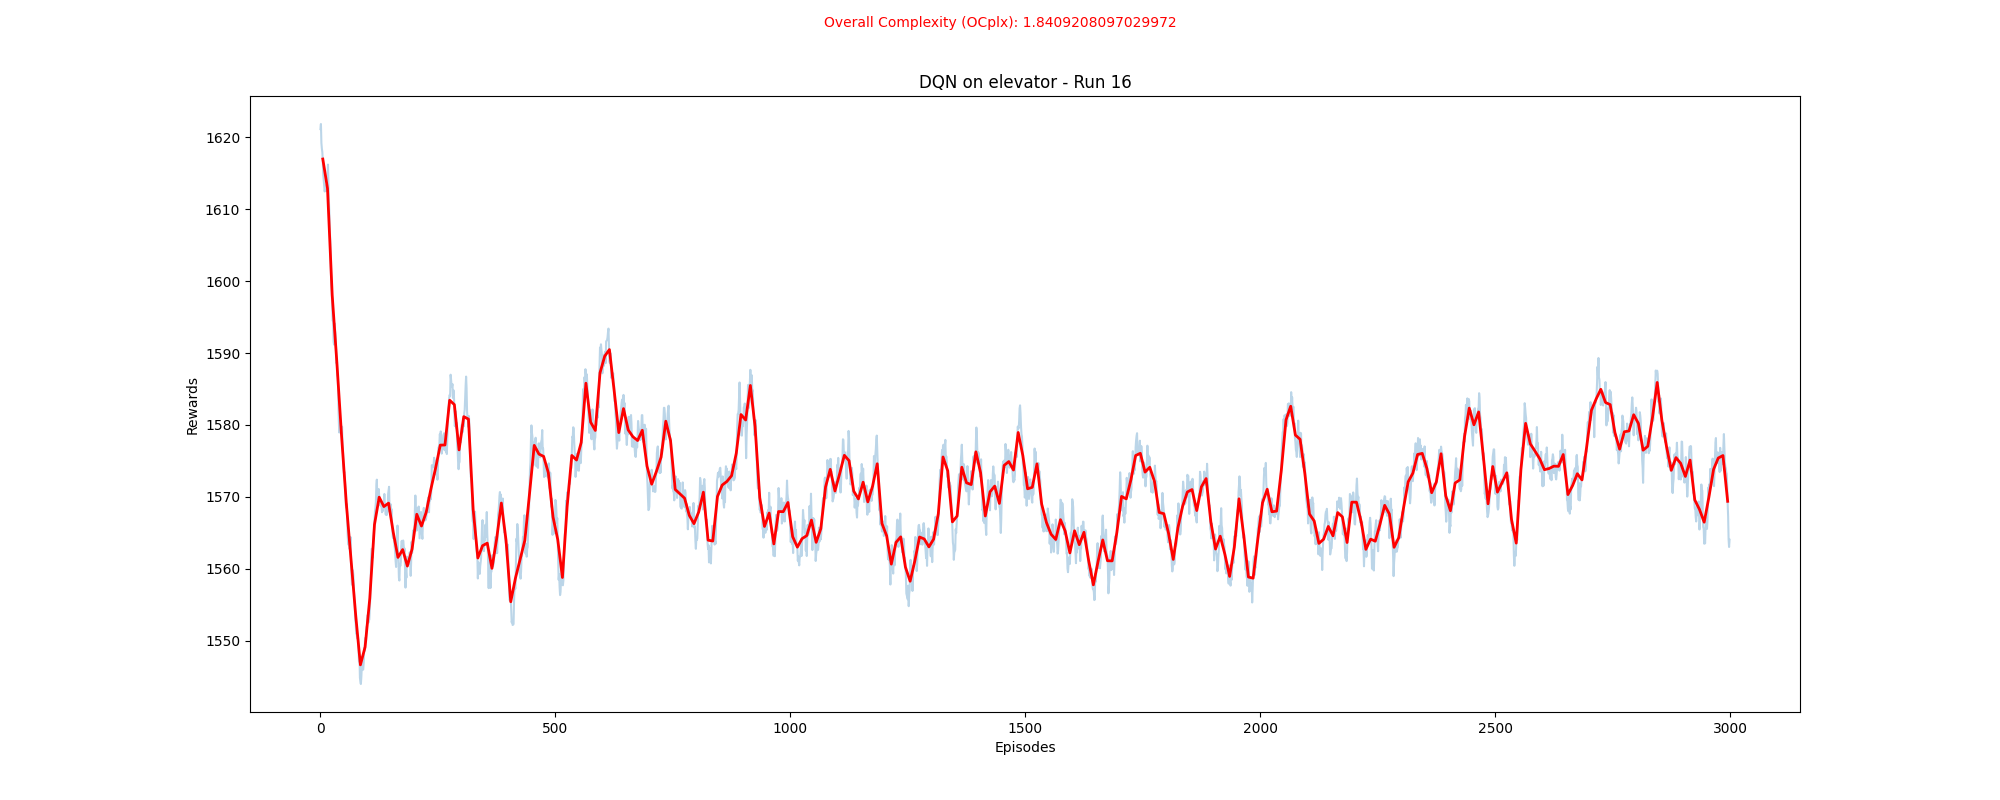 Overall Complexity (OCplx): 1.8409208097029972
DQN on elevator - Run 16
1620
1610
1600
1590
1580
1570
1560
1550
Rewards
0 500 1000 1500 2000 2500 3000
Episodes